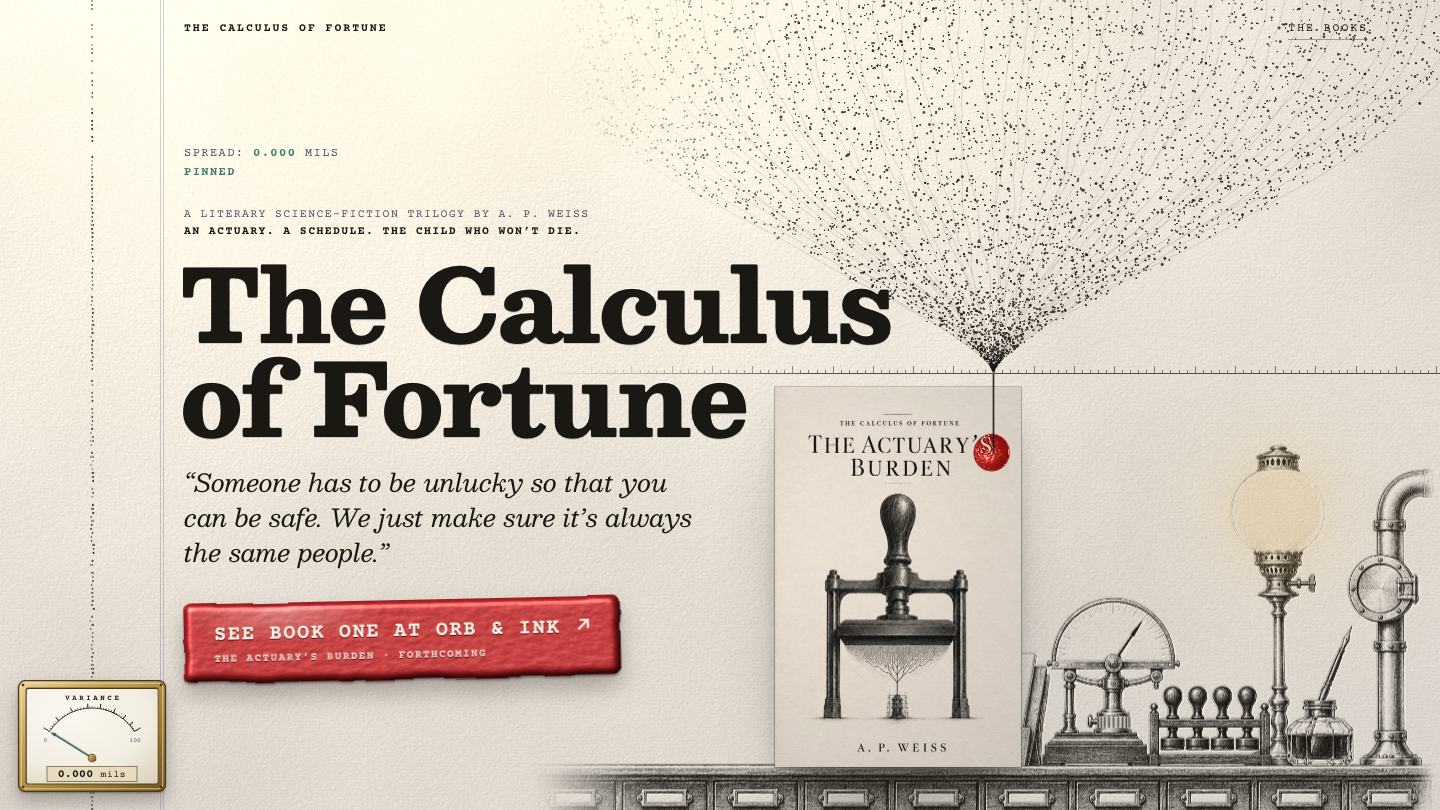 THE CALCULUS OF FORTUNE
THE BOOKS
SPREAD: 0.000 MILS
PINNED
A LITERARY SCIENCE-FICTION TRILOGY BY A. P. WEISS
AN ACTUARY. A SCHEDULE. THE CHILD WHO WON’T DIE.
The Calculus
of Fortune
“Someone has to be unlucky so that you
can be safe. We just make sure it’s always
the same people.”
SEE BOOK ONE AT ORB & INK ↗
THE ACTUARY’S BURDEN · FORTHCOMING
THE CALCULUS OF FORTUNE
THE ACTUARY’S
BURDEN
A. P. WEISS
VARIANCE
0 100
0.000 mils